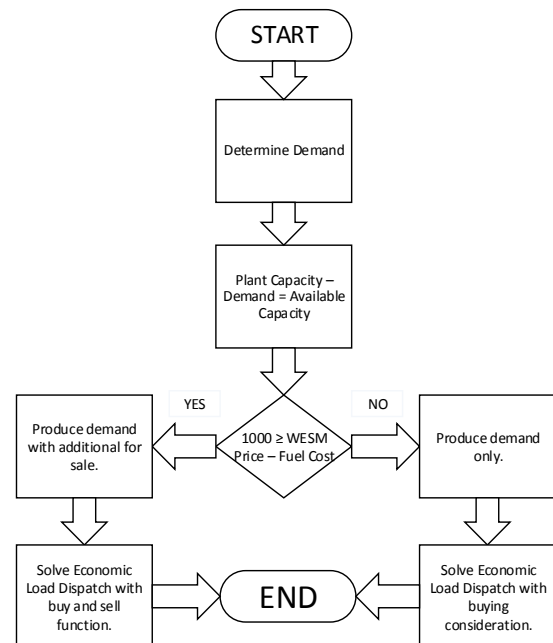 START
Determine Demand
Plant Capacity –
Demand = Available
Capacity
YES
NO
Produce demand
with additional for
sale.
1000 ≥ WESM
Price – Fuel Cost
Produce demand
only.
Solve Economic
Load Dispatch with
buy and sell
function.
END
Solve Economic
Load Dispatch with
buying
consideration.